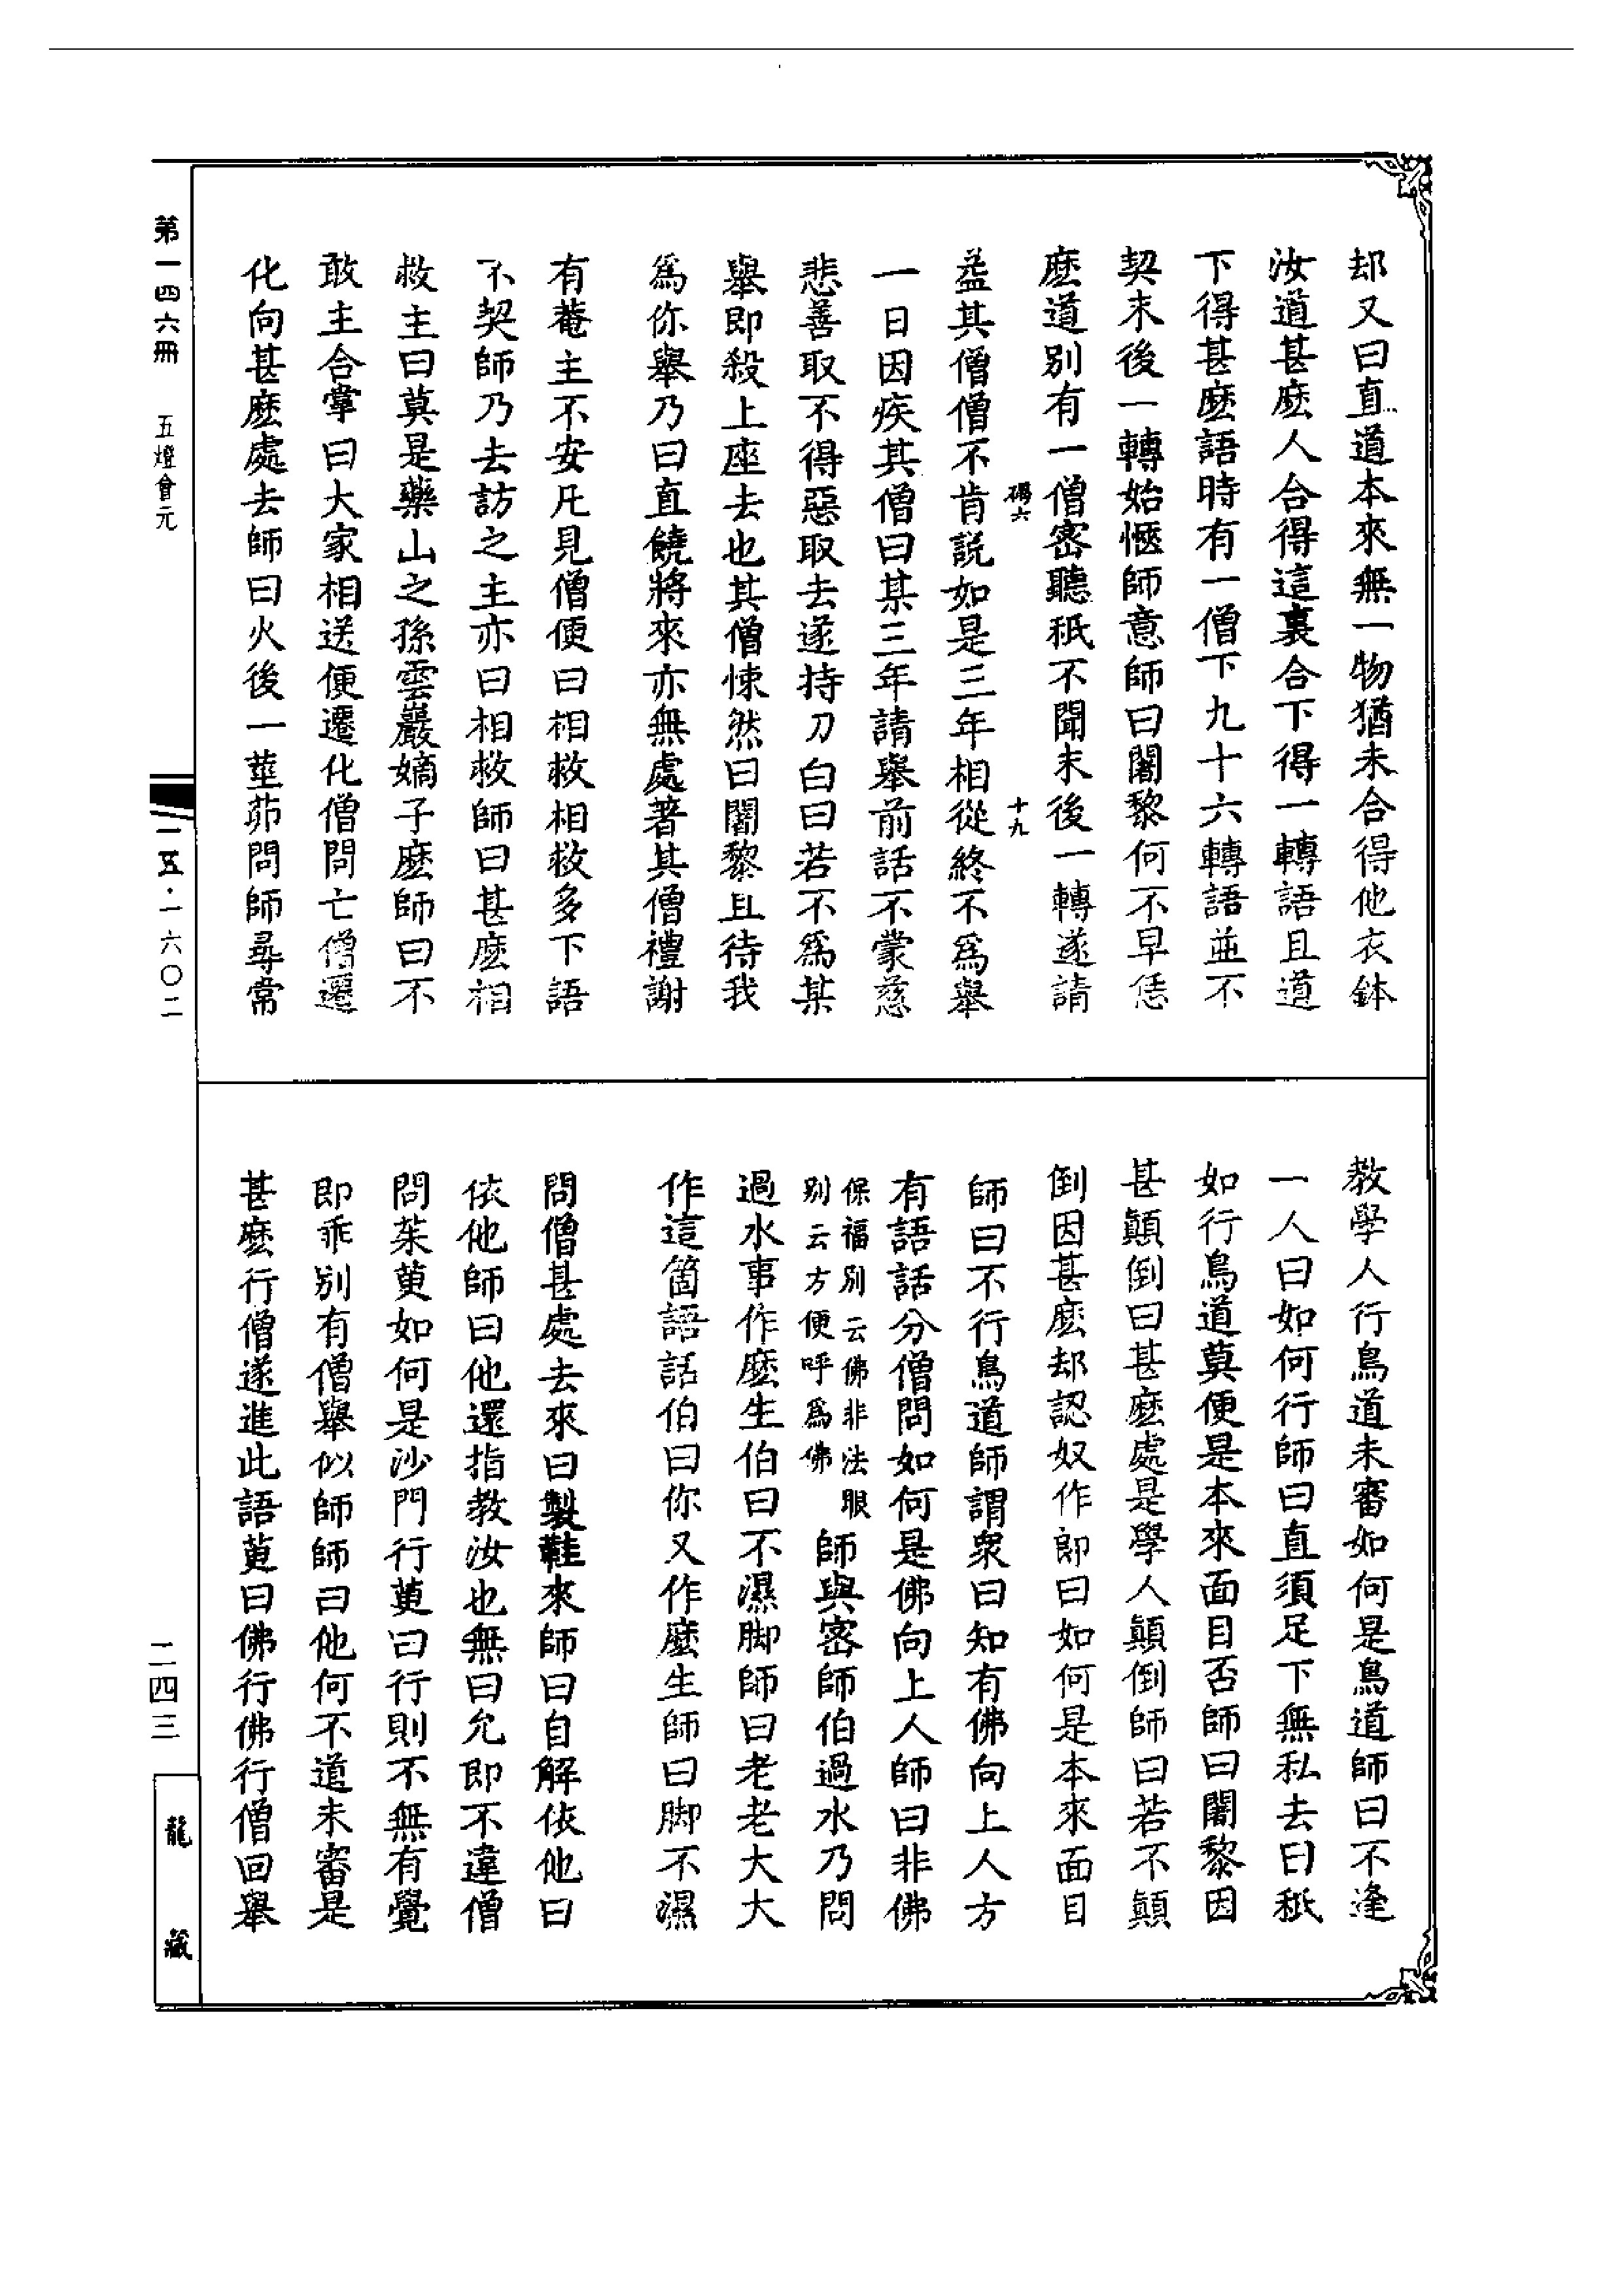 却又曰直道本來無一物猶未合得他衣鉢
汝道甚麽人合得這裏合下得一轉語且道
下得甚麽語時有一僧下九十六轉語並不
契末後一轉始愜師意師曰闍黎何不早恁
麽道別有一僧密聽秖不聞末後一轉遂請
碣六 十九
益其僧僧不肯説如是三年相從終不爲舉
一日因疾其僧曰某三年請舉前話不蒙慈
悲善取不得惡取去遂持刀白曰若不爲某
舉即殺上座去也其僧悚然曰闍黎且待我
爲你舉乃曰直饒將來亦無處著其僧禮謝
有菴主不安凡見僧便曰相救相救多下語
不契師乃去訪之主亦曰相救師曰甚麽相
救主曰莫是藥山之孫雲巖嫡子麽師曰不
敢主合掌曰大家相送便遷化僧問亡僧遷
化向甚麽處去師曰火後一莖茆問師尋常
教學人行鳥道未審如何是鳥道師曰不逢
一人曰如何行師曰直須足下無私去曰秖
如行鳥道莫便是本來面目否師曰闍黎因
甚顛倒曰甚麽處是學人顛倒師曰若不顛
倒因甚麽却認奴作郎曰如何是本來面目
師曰不行鳥道師謂衆曰知有佛向上人方
有語話分僧問如何是佛向上人師曰非佛
保福別云佛非法眼
別云方便呼爲佛
師與密師伯過水乃問
過水事作麽生伯曰不濕脚師曰老老大大
作這箇語話伯曰你又作麽生師曰脚不濕
問僧甚處去來曰製鞋來師曰自解依他曰
依他師曰他還指教汝也無曰允即不違僧
問茱萸如何是沙門行萸曰行則不無有覺
即乖別有僧舉似師師曰他何不道未審是
甚麽行僧遂進此語萸曰佛行佛行僧回舉
第一四六冊 五燈會元
一五·一六〇二
二四三
龍藏